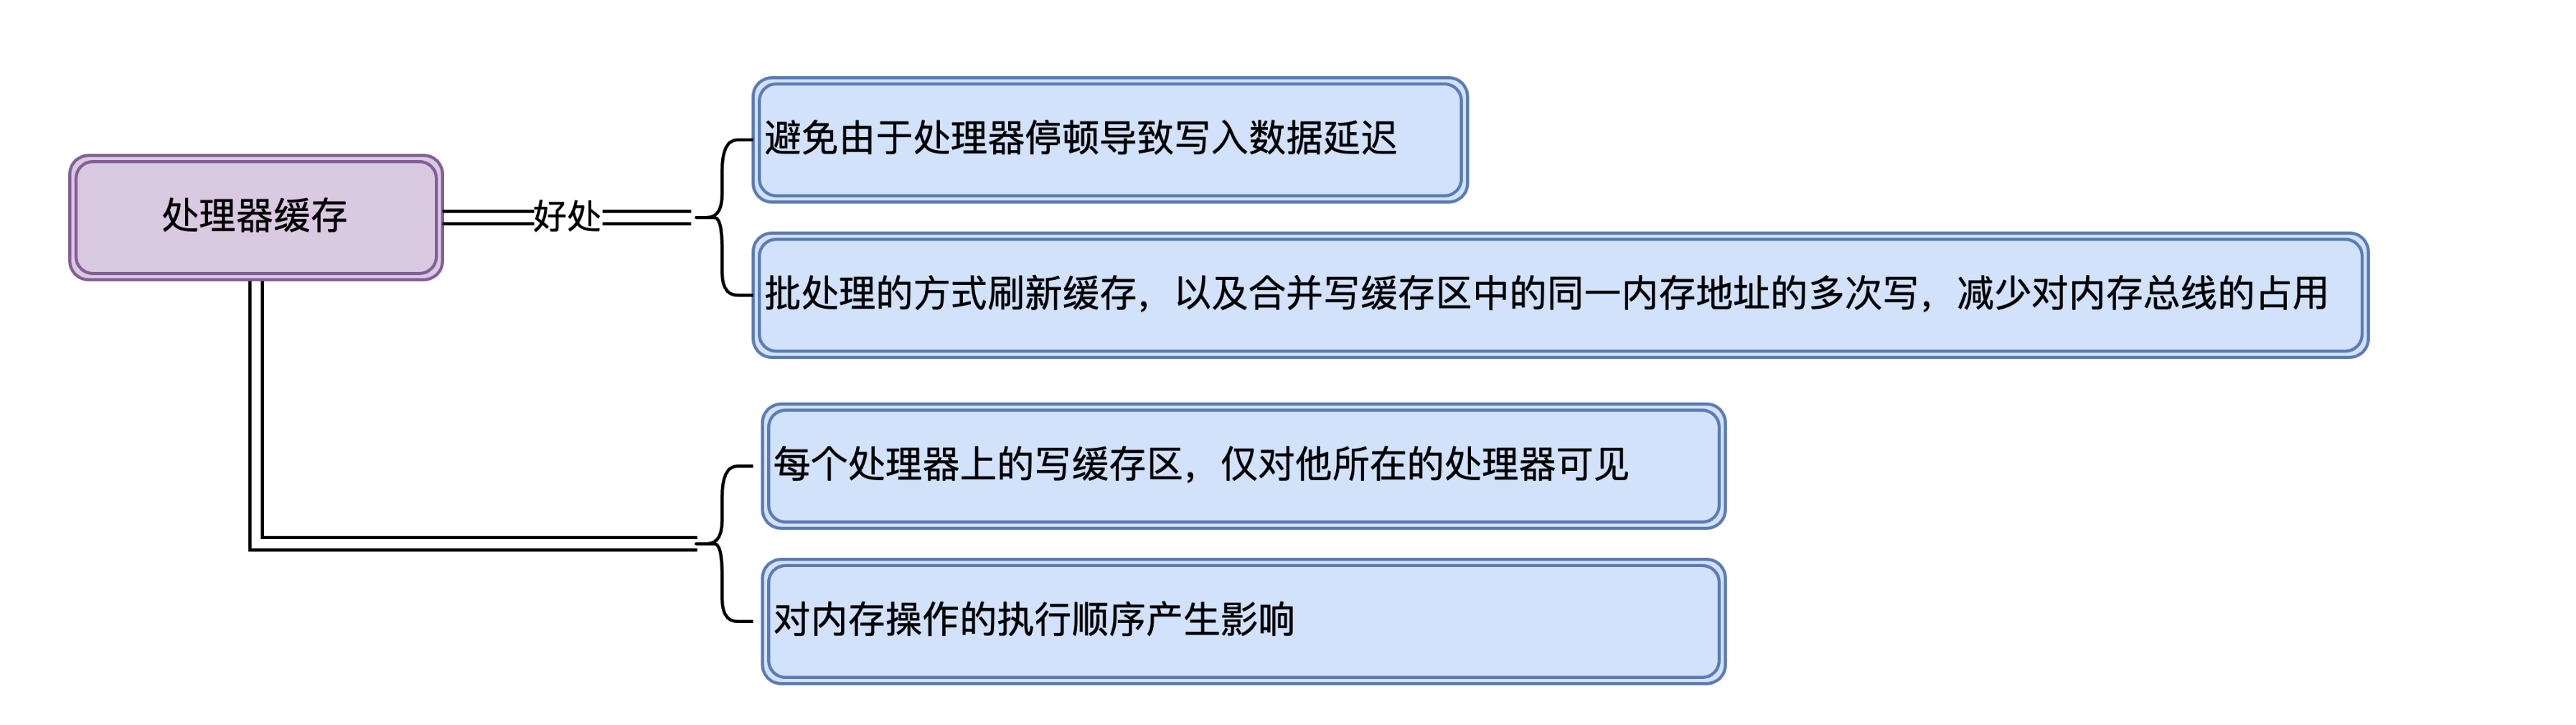 避免由于处理器停顿导致写入数据延迟
处理器缓存
好处
批处理的方式刷新缓存，以及合并写缓存区中的同一内存地址的多次写，减少对内存总线的占用
每个处理器上的写缓存区，仅对他所在的处理器可见
对内存操作的执行顺序产生影响